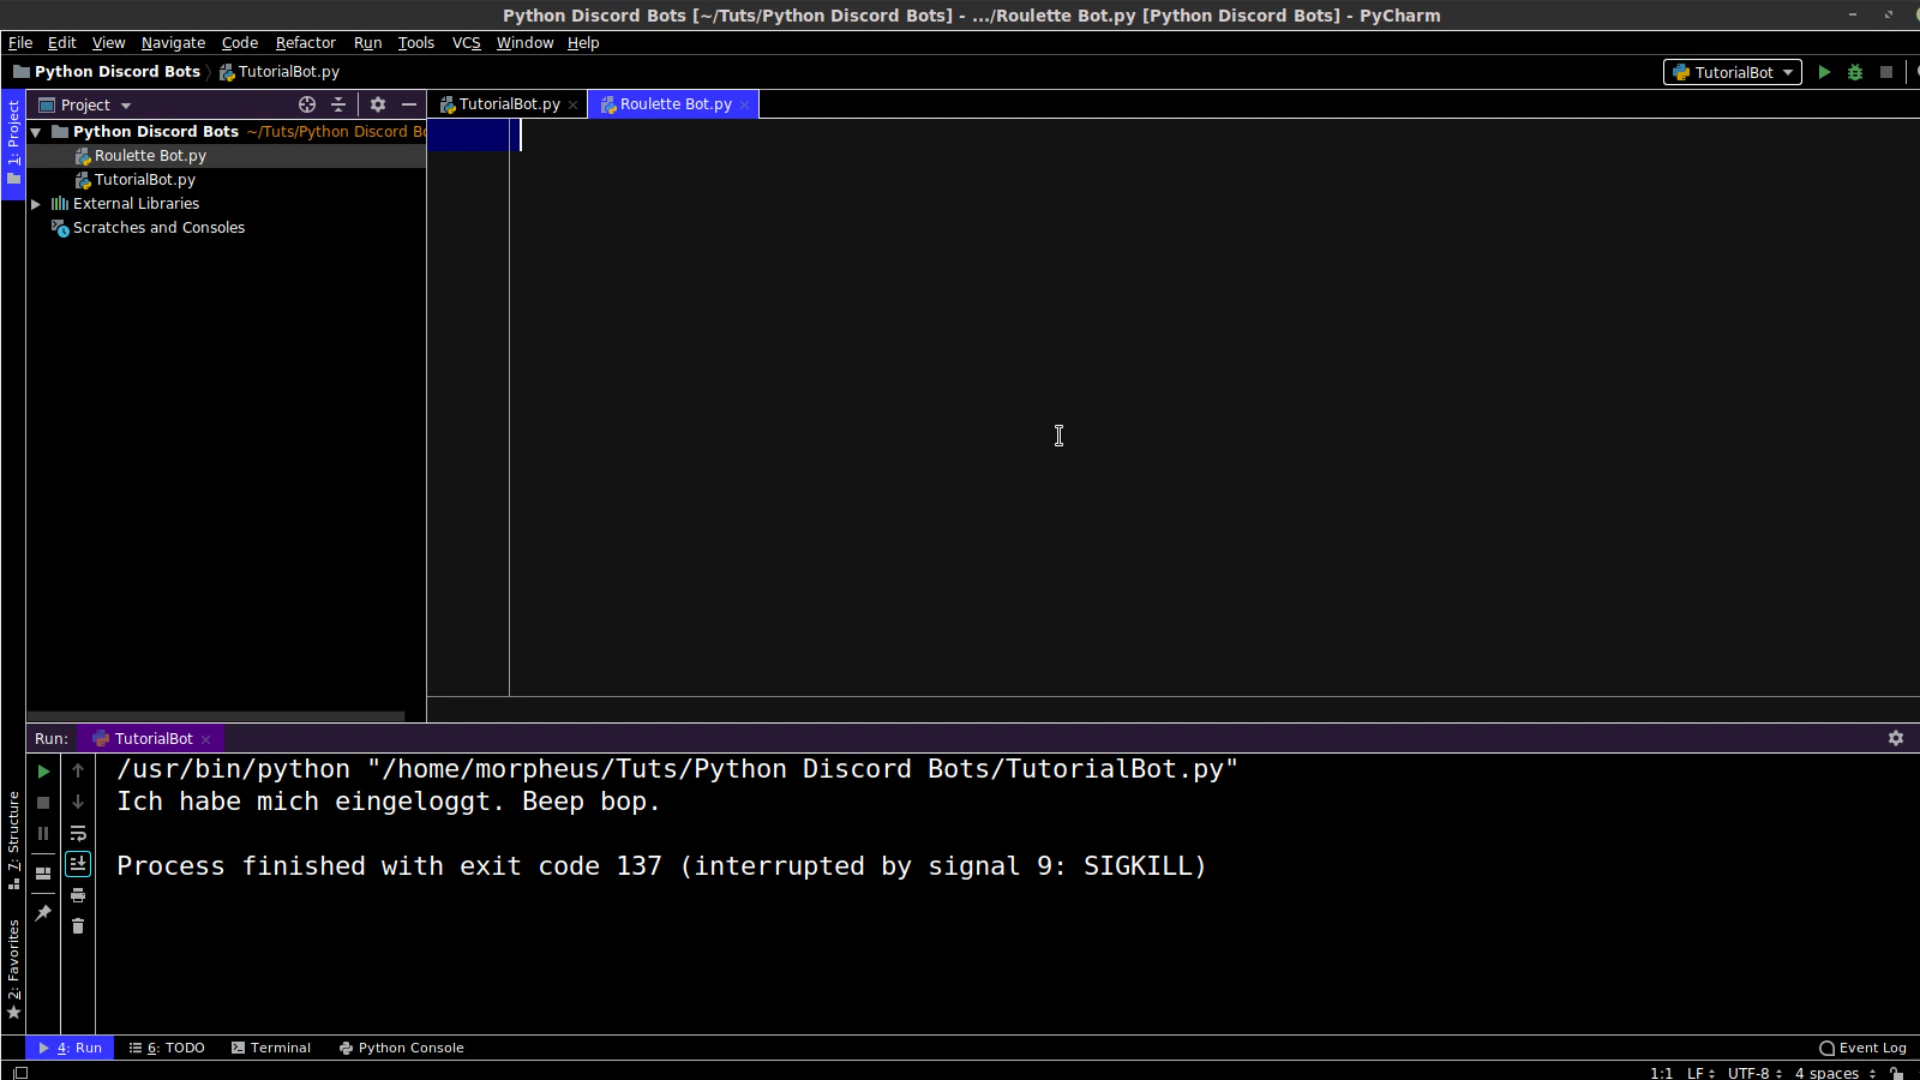 Python Discord Bots [~/Tuts/Python Discord Bots] - .../Roulette Bot.py [Python Discord Bots] - PyCharm
File Edit View Navigate Code Refactor Run Tools VCS Window Help
Python Discord Bots TutorialBot.py TutorialBot
1: Project
Project TutorialBot.py Roulette Bot.py
Python Discord Bots ~/Tuts/Python Discord Bo
Roulette Bot.py
TutorialBot.py
External Libraries
Scratches and Consoles
Run: TutorialBot
/usr/bin/python "/home/morpheus/Tuts/Python Discord Bots/TutorialBot.py"
Ich habe mich eingeloggt. Beep bop.
Process finished with exit code 137 (interrupted by signal 9: SIGKILL)
7: Structure
2: Favorites
4: Run 6: TODO Terminal Python Console Event Log
1:1 LF UTF-8 4 spaces